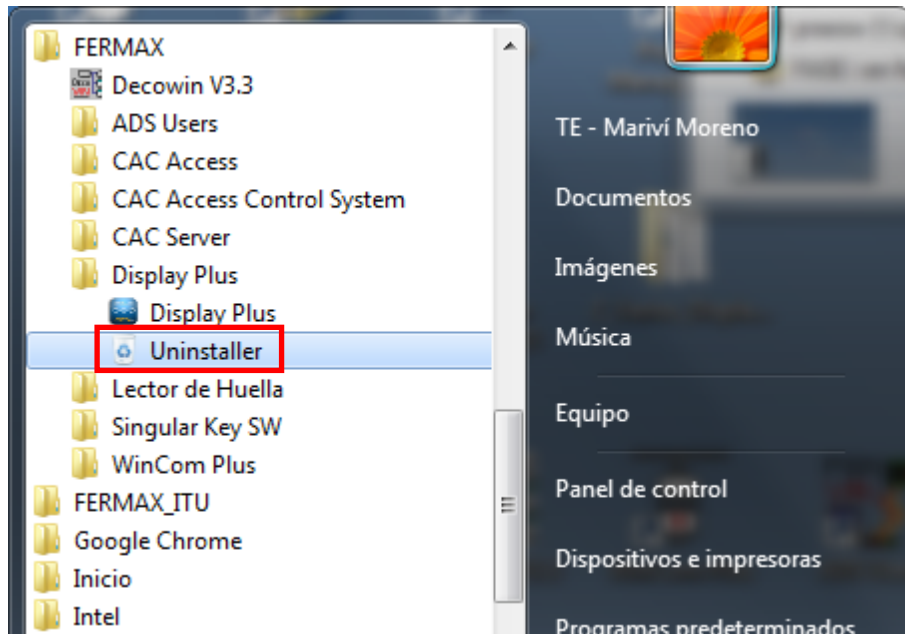 FERMAX
Decowin V3.3
ADS Users
CAC Access
CAC Access Control System
CAC Server
Display Plus
Display Plus
Uninstaller
Lector de Huella
Singular Key SW
WinCom Plus
FERMAX_ITU
Google Chrome
Inicio
Intel
TE - Mariví Moreno
Documentos
Imágenes
Música
Equipo
Panel de control
Dispositivos e impresoras
Programas predeterminados